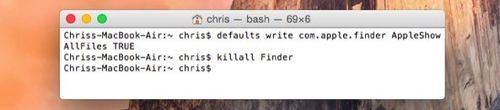 chris — bash — 69×6
Chriss-MacBook-Air:~ chris$ defaults write com.apple.finder AppleShow
AllFiles TRUE
Chriss-MacBook-Air:~ chris$ killall Finder
Chriss-MacBook-Air:~ chris$